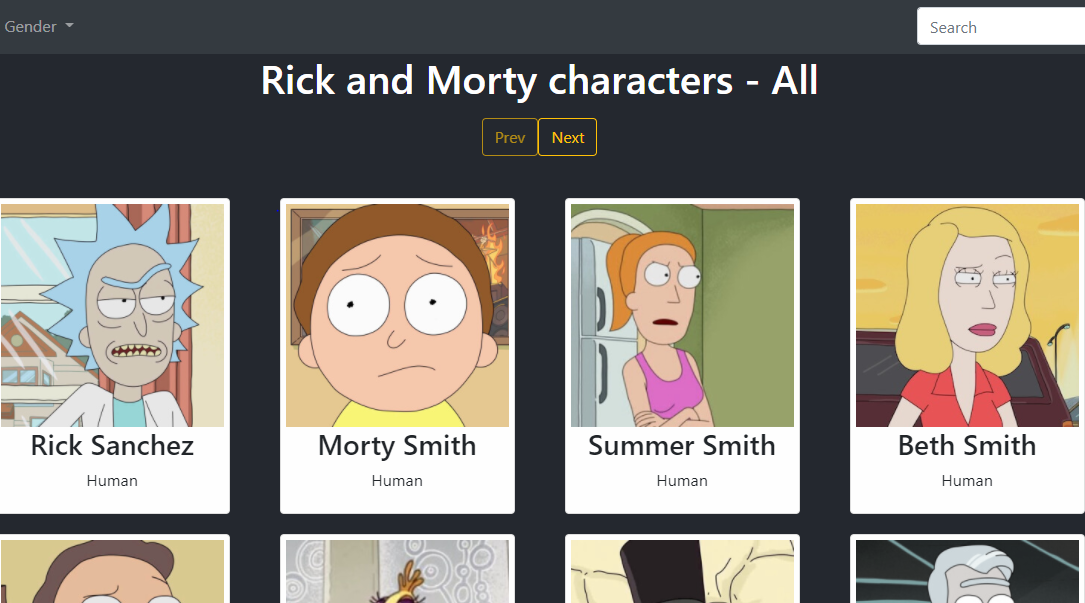 Gender
Search
Rick and Morty characters - All
Prev Next
Rick Sanchez Morty Smith Summer Smith Beth Smith
Human Human Human Human